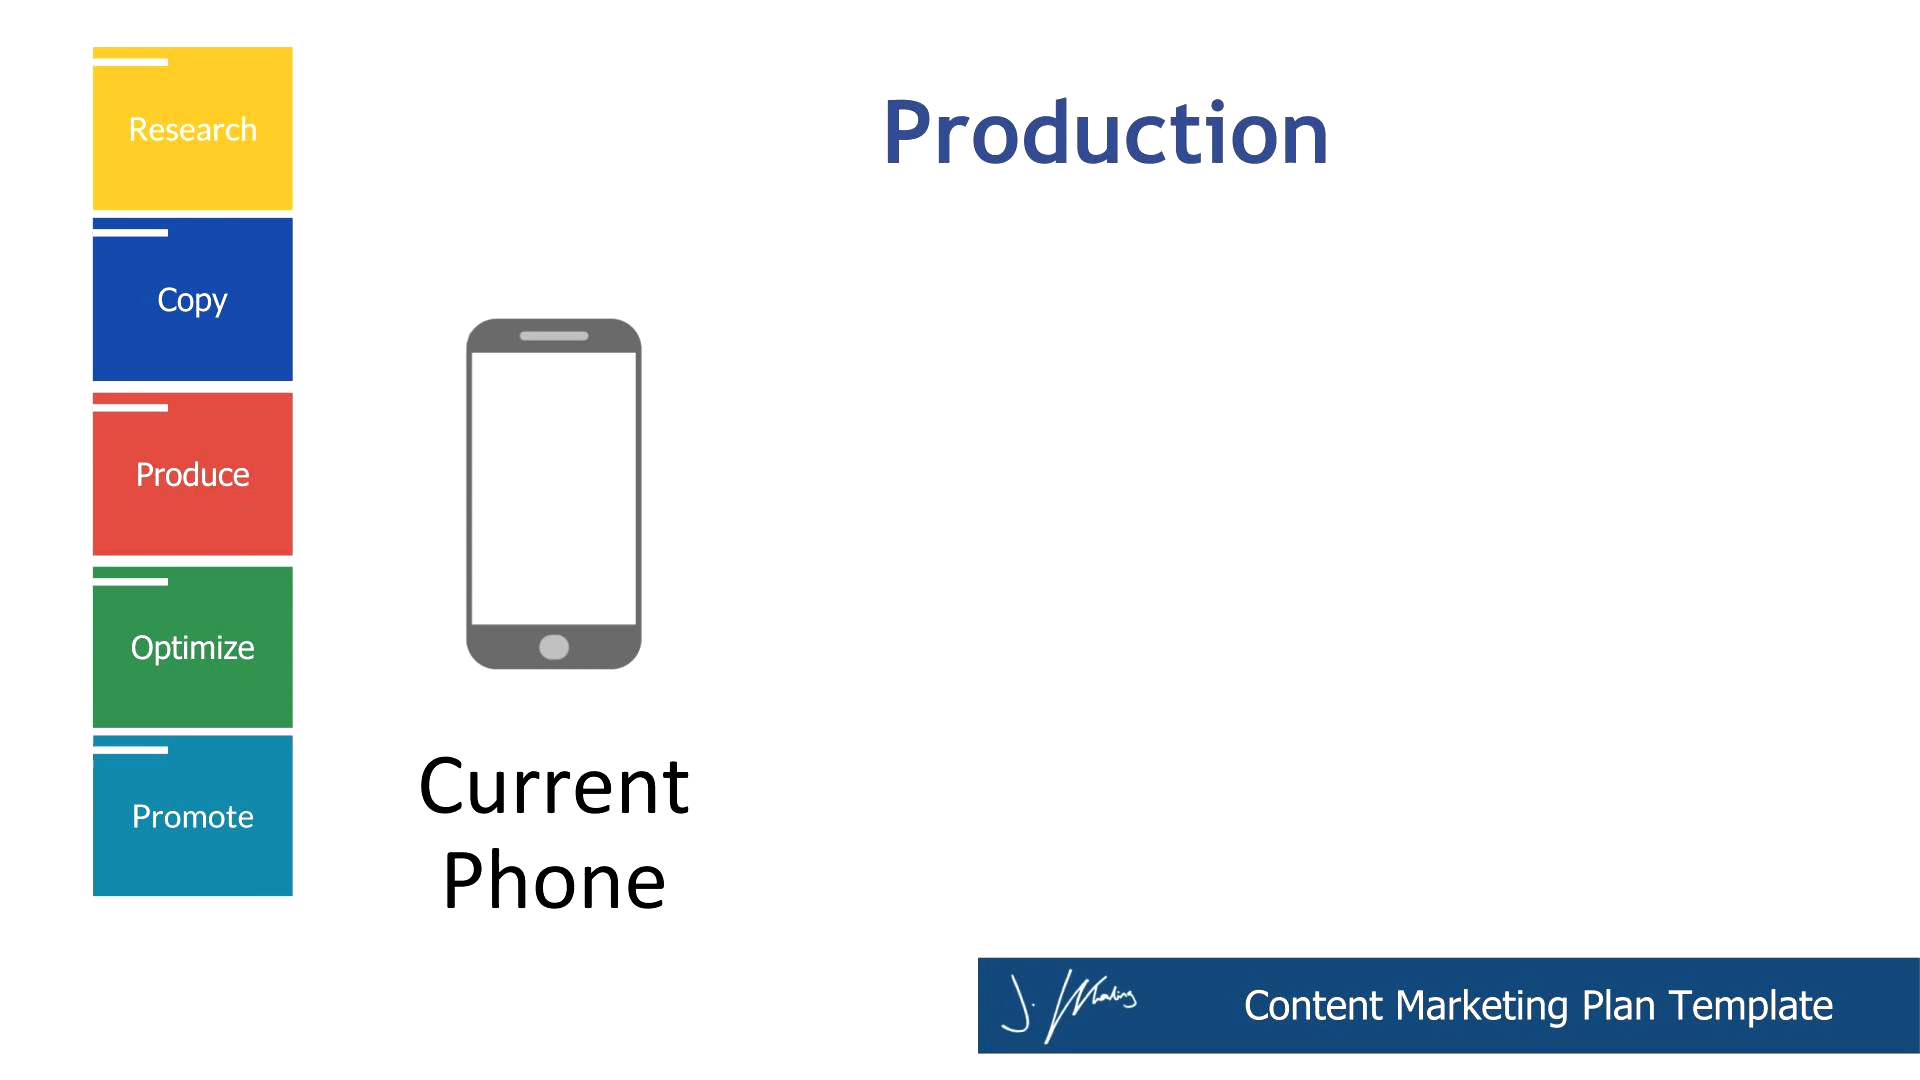 Production
Research
Copy
Produce
Optimize
Promote
Current
Phone
Content Marketing Plan Template